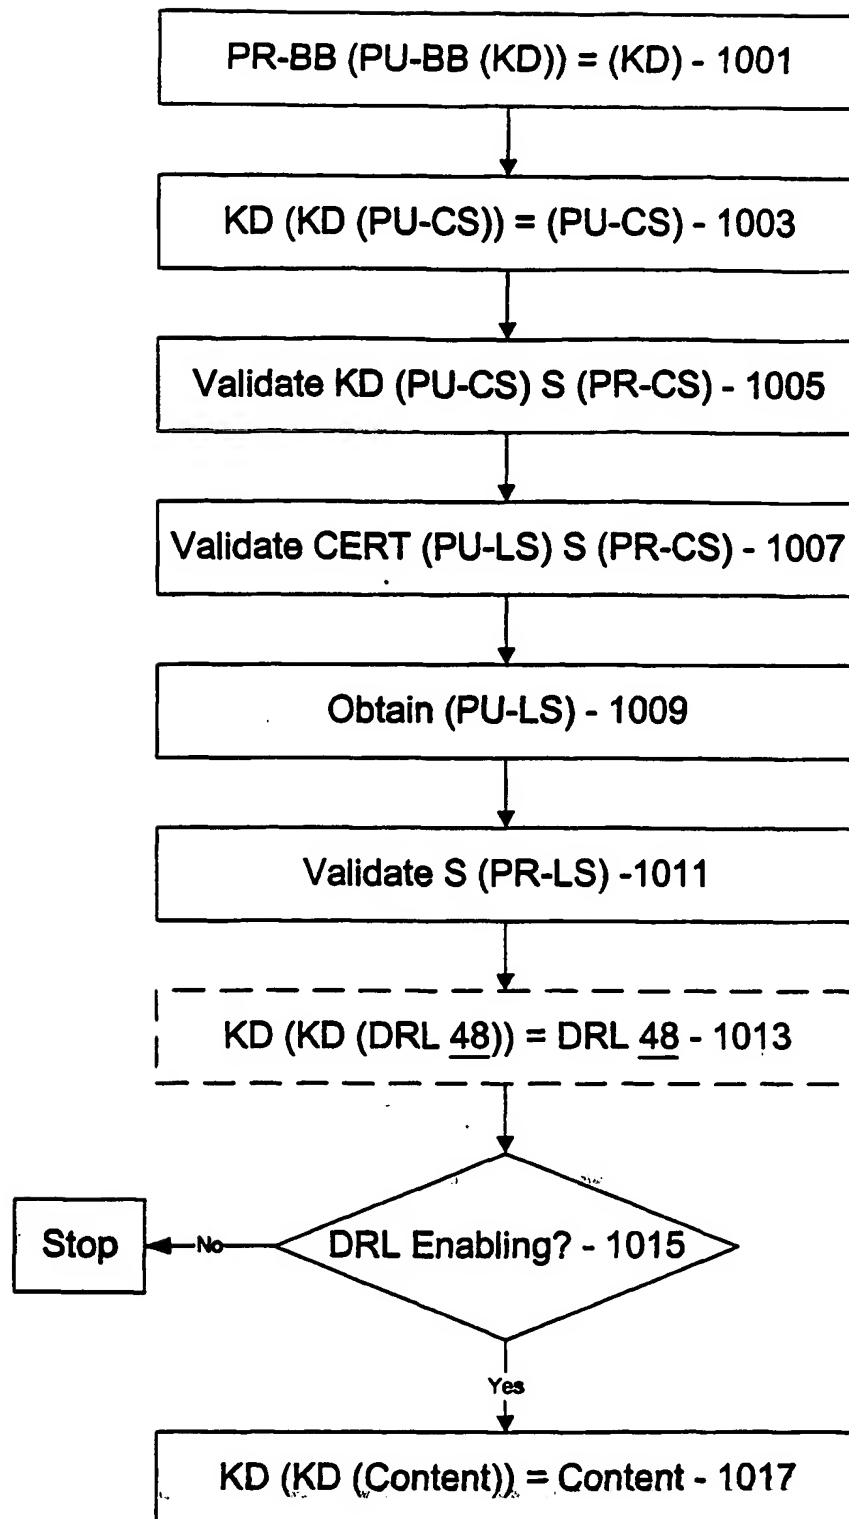 PR-BB (PU-BB (KD)) = (KD) - 1001
KD (KD (PU-CS)) = (PU-CS) - 1003
Validate KD (PU-CS) S (PR-CS) - 1005
Validate CERT (PU-LS) S (PR-CS) - 1007
Obtain (PU-LS) - 1009
Validate S (PR-LS) -1011
KD (KD (DRL 48)) = DRL 48 - 1013
DRL Enabling? - 1015
No
Stop
Yes
KD (KD (Content)) = Content - 1017